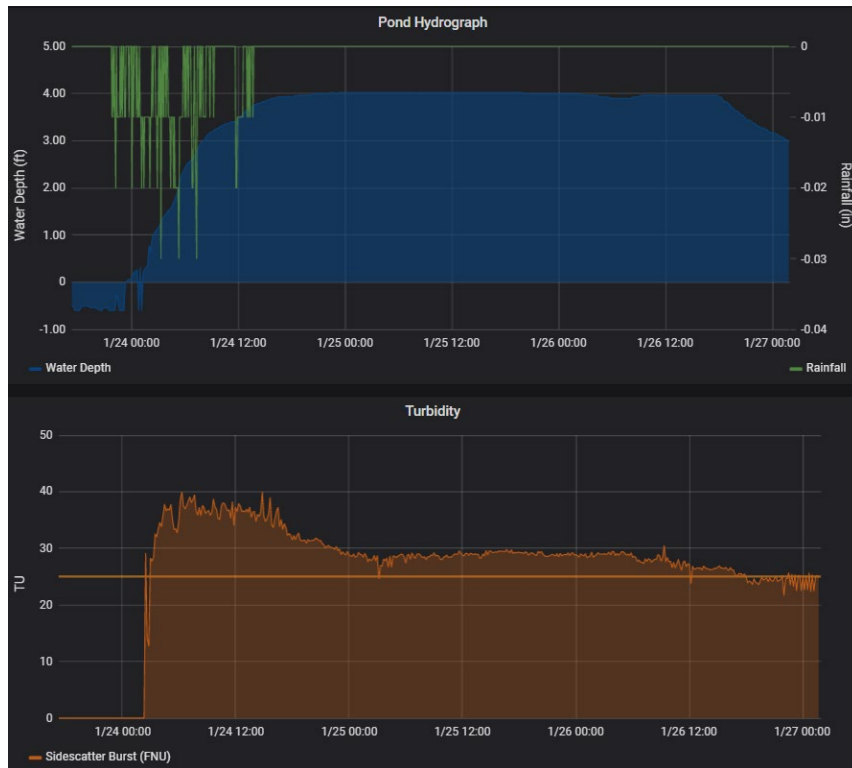 Pond Hydrograph
5.00
4.00
3.00
2.00
1.00
0
-1.00
Water Depth (ft)
0
-0.01
-0.02
-0.03
-0.04
Rainfall (in)
1/24 00:00 1/24 12:00 1/25 00:00 1/25 12:00 1/26 00:00 1/26 12:00 1/27 00:00
Water Depth Rainfall
Turbidity
50
40
30
20
10
0
TU
1/24 00:00 1/24 12:00 1/25 00:00 1/25 12:00 1/26 00:00 1/26 12:00 1/27 00:00
Sidescatter Burst (FNU)